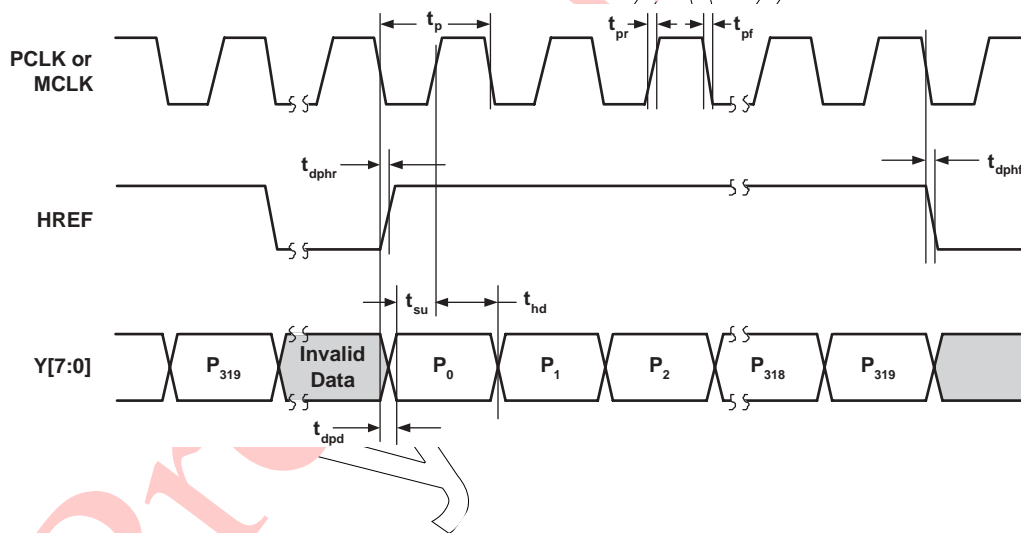 t_p
t_pr
t_pf
PCLK or
MCLK
t_dphr
t_dphf
HREF
t_su
t_hd
Y[7:0]
P_319
Invalid
Data
P_0
P_1
P_2
P_318
P_319
t_dpd